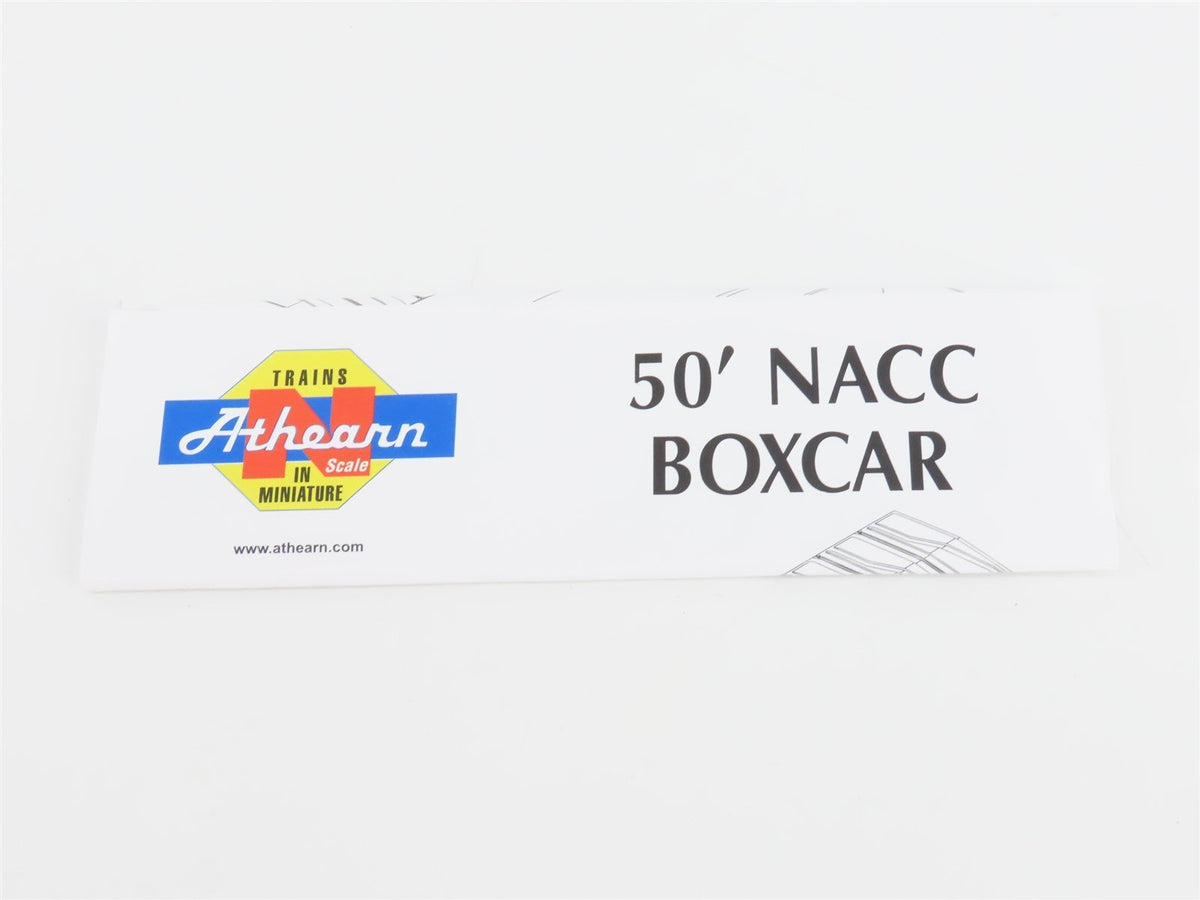 TRAINS
N
Athearn
Scale
IN
MINIATURE
www.athearn.com
50' NACC
BOXCAR